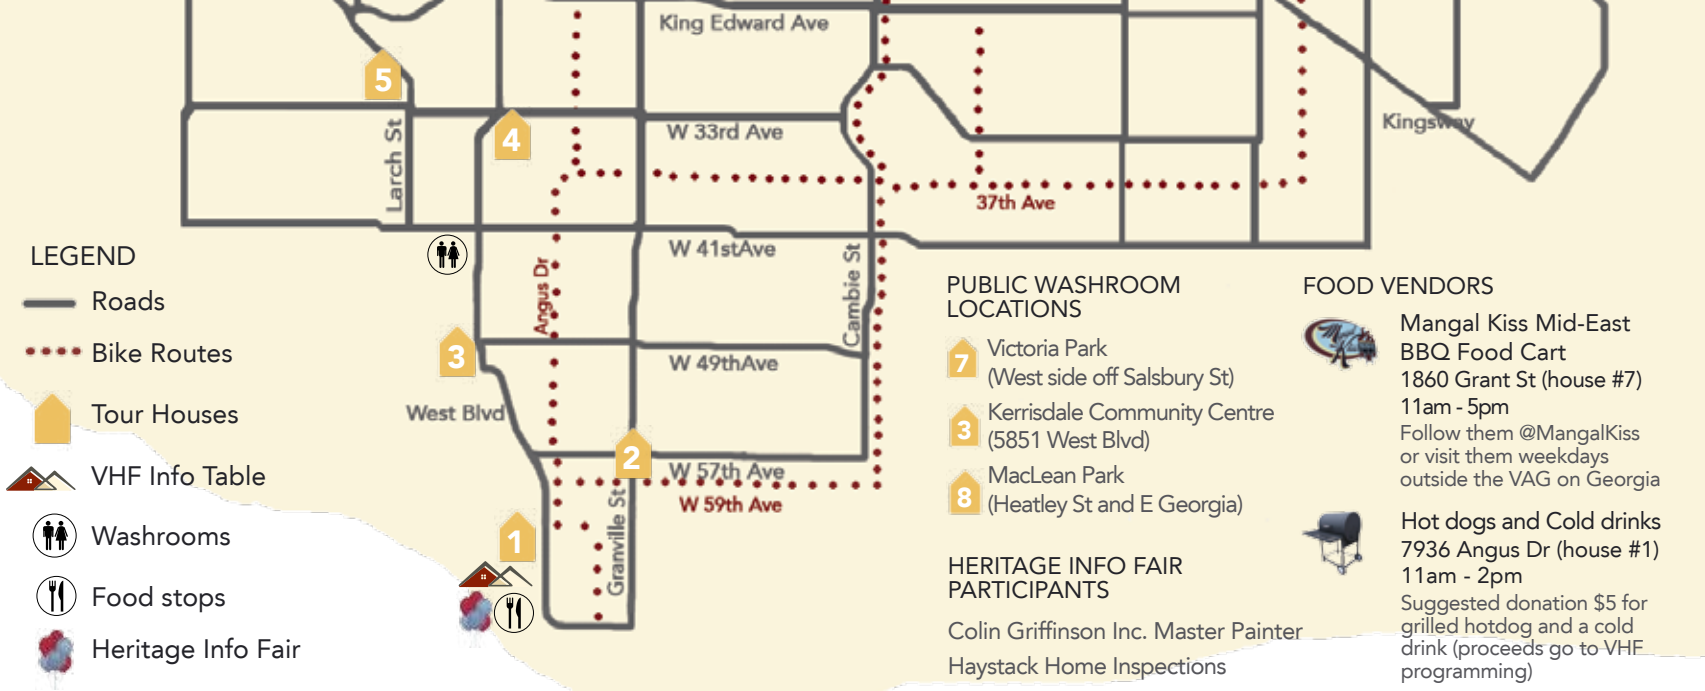 King Edward Ave
5
4
W 33rd Ave
Kingsway
Larch St
37th Ave
W 41stAve
Cambie St
Angus Dr
3
W 49thAve
West Blvd
2
W 57th Ave
W 59th Ave
Granville St
1
LEGEND
Roads
Bike Routes
Tour Houses
VHF Info Table
Washrooms
Food stops
Heritage Info Fair
PUBLIC WASHROOM
LOCATIONS
7 Victoria Park
(West side off Salsbury St)
3 Kerrisdale Community Centre
(5851 West Blvd)
8 MacLean Park
(Heatley St and E Georgia)
HERITAGE INFO FAIR
PARTICIPANTS
Colin Griffinson Inc. Master Painter
Haystack Home Inspections
FOOD VENDORS
Mangal Kiss Mid-East
BBQ Food Cart
1860 Grant St (house #7)
11am - 5pm
Follow them @MangalKiss
or visit them weekdays
outside the VAG on Georgia
Hot dogs and Cold drinks
7936 Angus Dr (house #1)
11am - 2pm
Suggested donation $5 for
grilled hotdog and a cold
drink (proceeds go to VHF
programming)